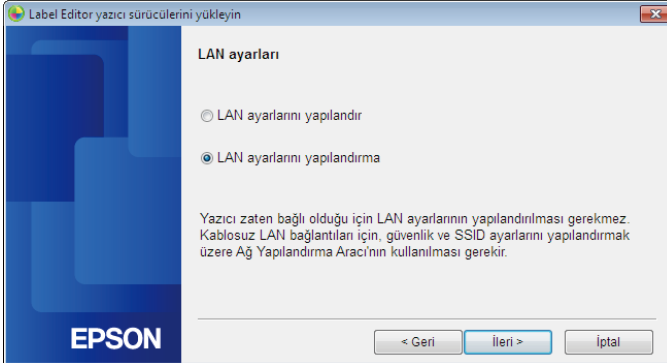 Label Editor yazıcı sürücülerini yükleyin
LAN ayarları
LAN ayarlarını yapılandır
LAN ayarlarını yapılandırma
Yazıcı zaten bağlı olduğu için LAN ayarlarının yapılandırılması gerekmez.
Kablosuz LAN bağlantıları için, güvenlik ve SSID ayarlarını yapılandırmak
üzere Ağ Yapılandırma Aracı'nın kullanılması gerekir.
EPSON
< Geri
İleri >
İptal